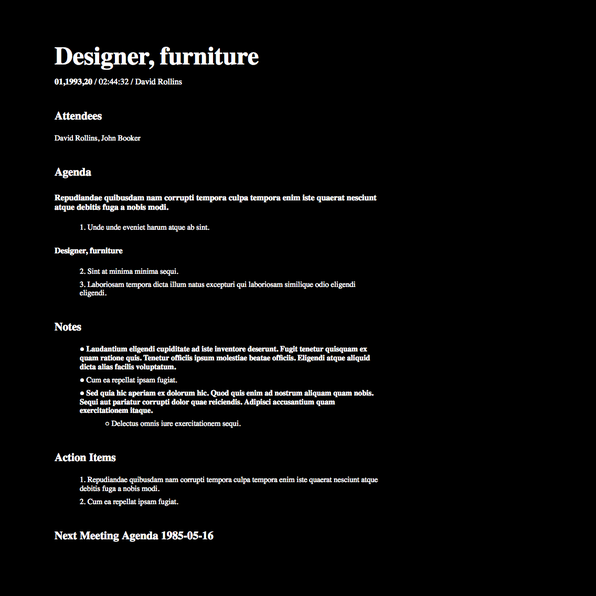 Designer, furniture
01,1993,20 / 02:44:32 / David Rollins
Attendees
David Rollins, John Booker
Agenda
Repudiandae quibusdam nam corrupti tempora culpa tempora enim iste quaerat nesciunt
atque debitis fuga a nobis modi.
1. Unde unde eveniet harum atque ab sint.
Designer, furniture
2. Sint at minima minima sequi.
3. Laboriosam tempora dicta illum natus excepturi qui laboriosam similique odio eligendi
eligendi.
Notes
● Laudantium eligendi cupiditate ad iste inventore deserunt. Fugit tenetur quisquam ex
quam ratione quis. Tenetur officiis ipsum molestiae beatae officiis. Eligendi atque aliquid
dicta alias facilis voluptatum.
● Cum ea repellat ipsam fugiat.
● Sed quia hic aperiam ex dolorum hic. Quod quis enim ad nostrum aliquam quam nobis.
Sequi aut pariatur corrupti dolor quae reiciendis. Adipisci accusantium quam
exercitationem itaque.
○ Delectus omnis iure exercitationem sequi.
Action Items
1. Repudiandae quibusdam nam corrupti tempora culpa tempora enim iste quaerat nesciunt atque
debitis fuga a nobis modi.
2. Cum ea repellat ipsam fugiat.
Next Meeting Agenda 1985-05-16